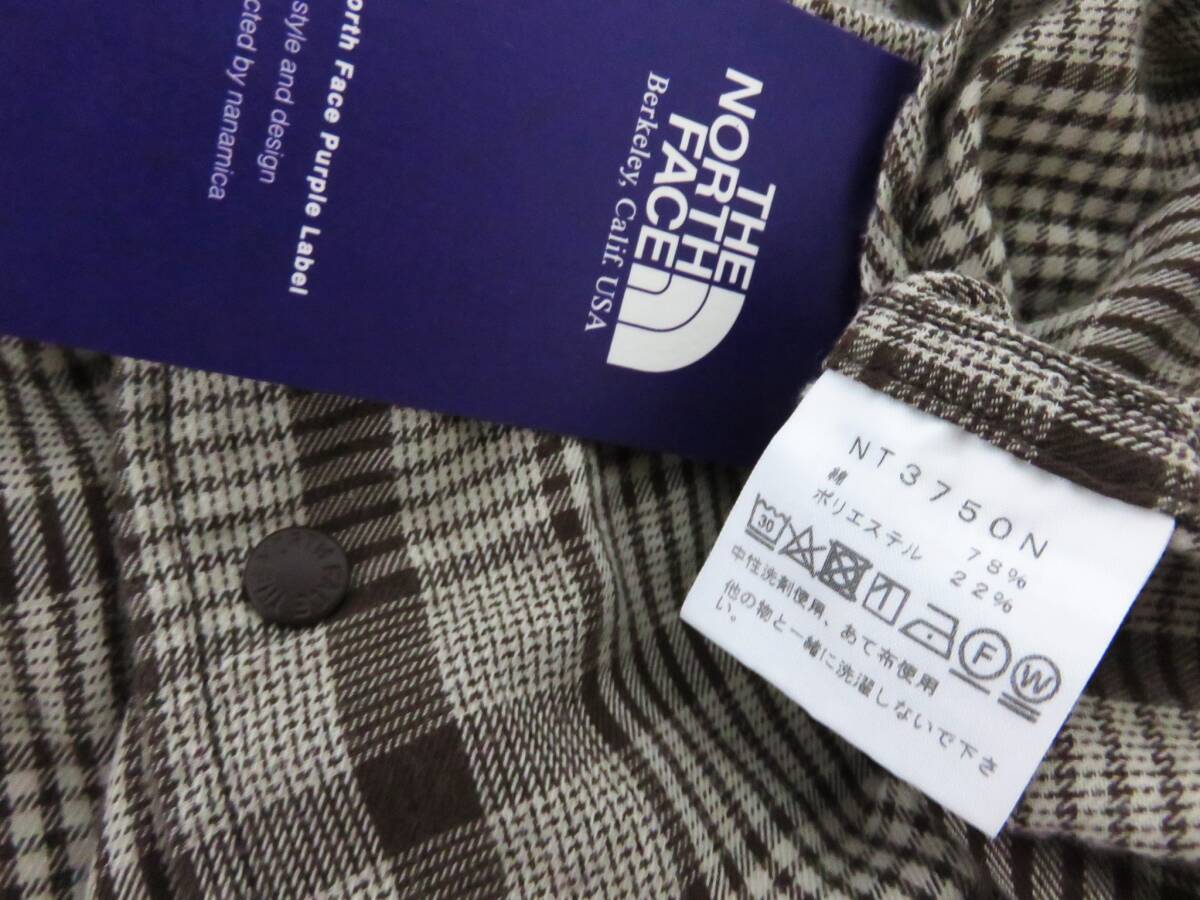 THE
NORTH
FACE
Berkeley, Calif. USA
orth Face Purple Label
style and design
cted by nanamica
ＮＴ３７５０Ｎ
綿 ７８％
ポリエステル ２２％
30
F
W
中性洗剤使用、あて布使用
他の物と一緒に洗濯しないで下さ
い。